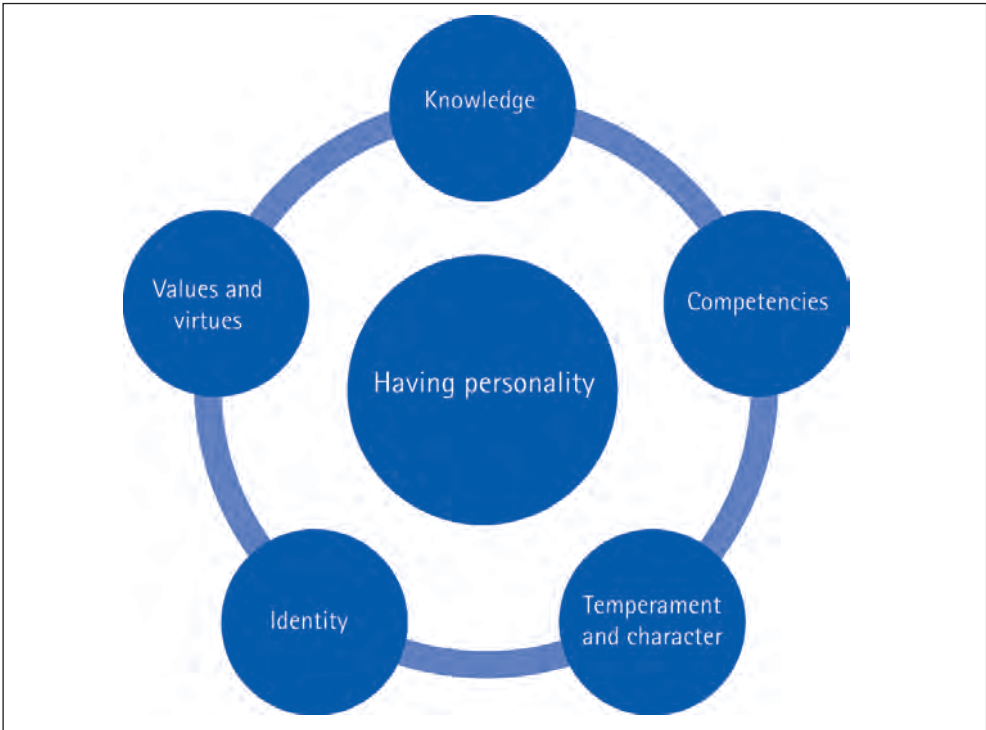 Knowledge
Competencies
Temperament
and character
Identity
Values and
virtues
Having personality